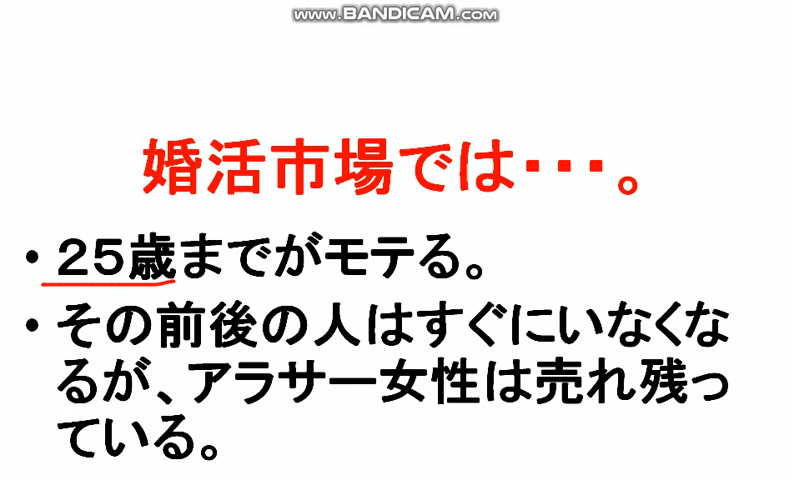 www.BANDICAM.com
婚活市場では・・・。
・２５歳までがモテる。
・その前後の人はすぐにいなくな
るが、アラサー女性は売れ残っ
ている。